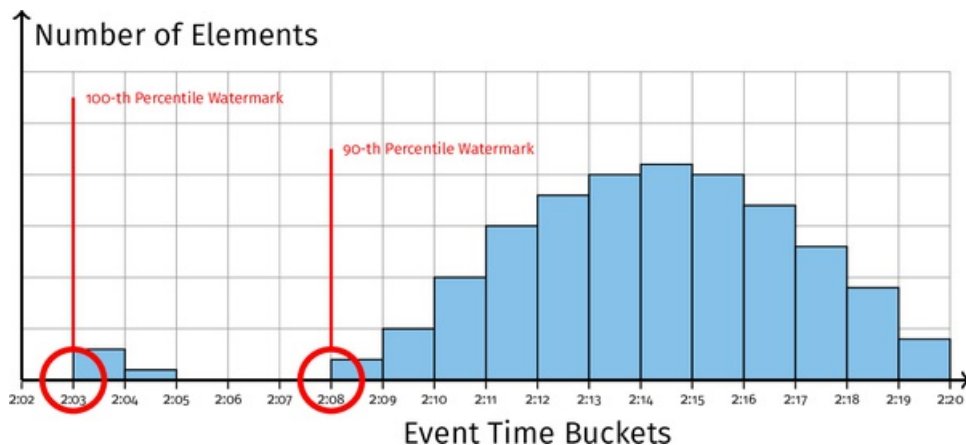 Number of Elements
100-th Percentile Watermark
90-th Percentile Watermark
2:02 2:03 2:04 2:05 2:06 2:07 2:08 2:09 2:10 2:11 2:12 2:13 2:14 2:15 2:16 2:17 2:18 2:19 2:20
Event Time Buckets